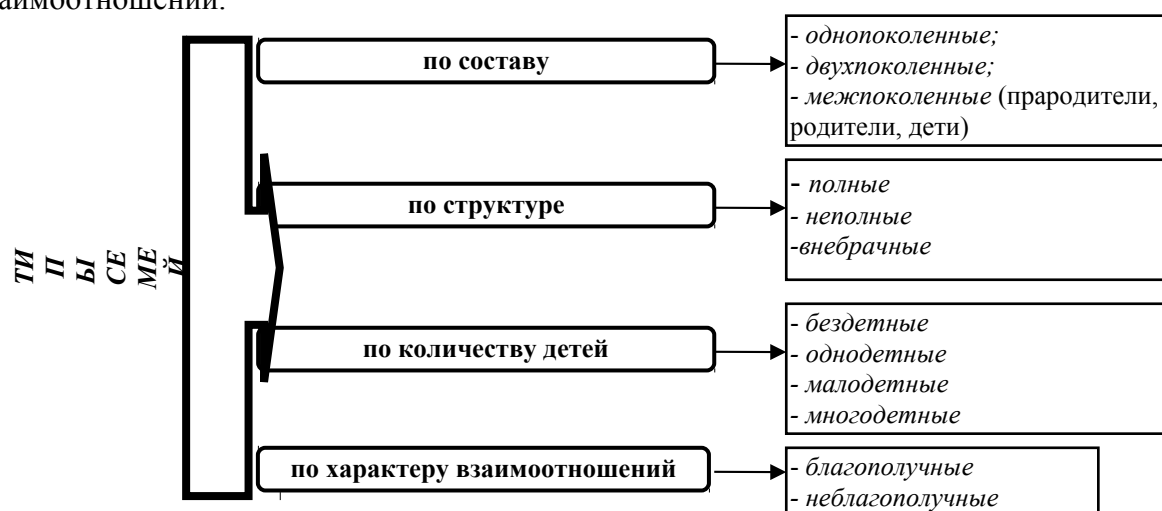 взаимоотношений.
ТИ
П
Ы
СЕ
МЕ
Й
по составу
- однопоколенные;
- двухпоколенные;
- межпоколенные (прародители,
родители, дети)
по структуре
- полные
- неполные
-внебрачные
по количеству детей
- бездетные
- однодетные
- малодетные
- многодетные
по характеру взаимоотношений
- благополучные
- неблагополучные